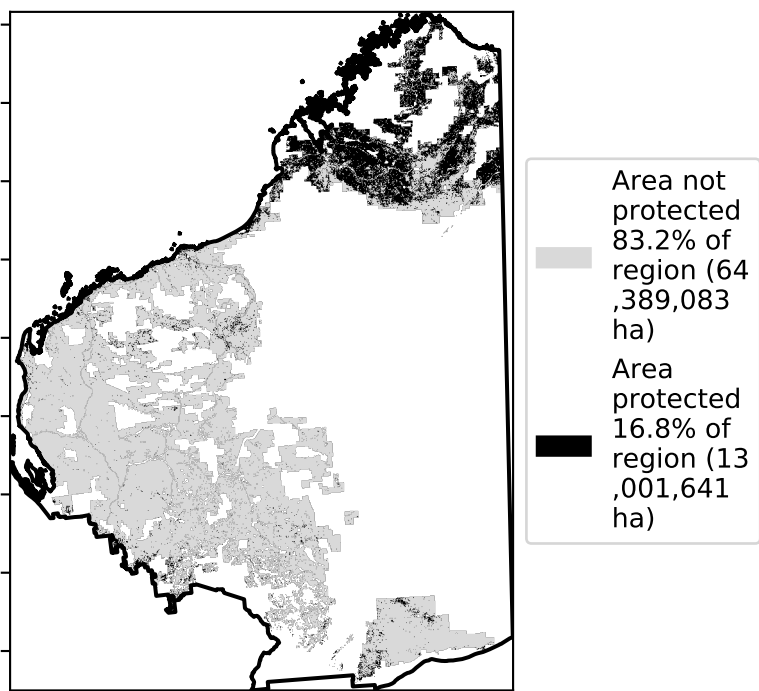 Area not
protected
83.2% of
region (64
,389,083
ha)
Area
protected
16.8% of
region (13
,001,641
ha)